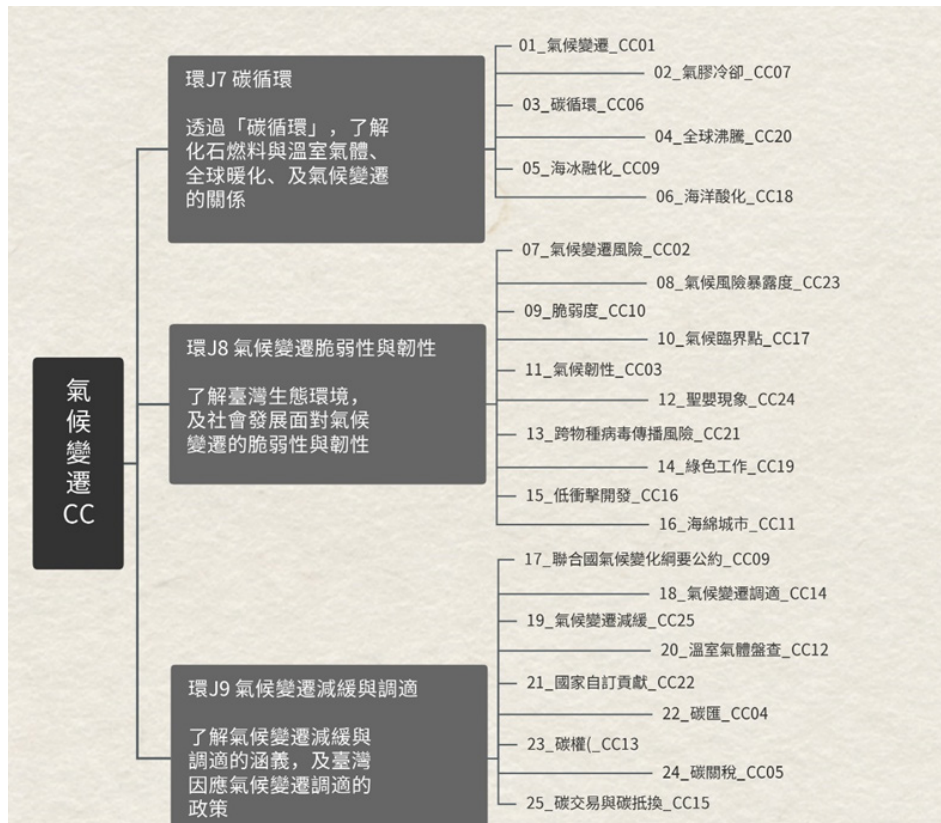 氣候變遷CC
環J7 碳循環
透過「碳循環」，了解
化石燃料與溫室氣體、
全球暖化、及氣候變遷
的關係
01_氣候變遷_CC01
02_氣膠冷卻_CC07
03_碳循環_CC06
04_全球沸騰_CC20
05_海冰融化_CC09
06_海洋酸化_CC18
環J8 氣候變遷脆弱性與韌性
了解臺灣生態環境，
及社會發展面對氣候
變遷的脆弱性與韌性
07_氣候變遷風險_CC02
08_氣候風險暴露度_CC23
09_脆弱度_CC10
10_氣候臨界點_CC17
11_氣候韌性_CC03
12_聖嬰現象_CC24
13_跨物種病毒傳播風險_CC21
14_綠色工作_CC19
15_低衝擊開發_CC16
16_海綿城市_CC11
環J9 氣候變遷減緩與調適
了解氣候變遷減緩與
調適的涵義，及臺灣
因應氣候變遷調適的
政策
17_聯合國氣候變化綱要公約_CC09
18_氣候變遷調適_CC14
19_氣候變遷減緩_CC25
20_溫室氣體盤查_CC12
21_國家自訂貢獻_CC22
22_碳匯_CC04
23_碳權(_CC13
24_碳關稅_CC05
25_碳交易與碳抵換_CC15